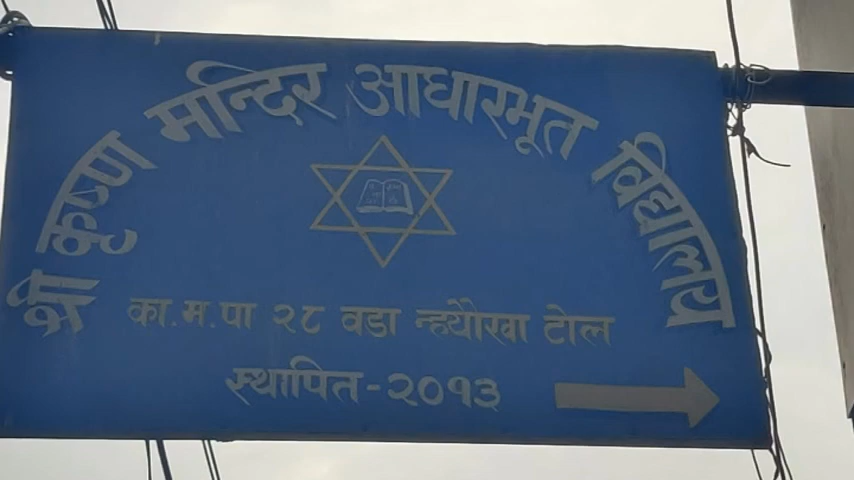 श्री कृष्ण मन्दिर आधारभूत विद्यालय
का.म.पा २८ वडा न्ह्यौखा टोल
स्थापित-२०१३